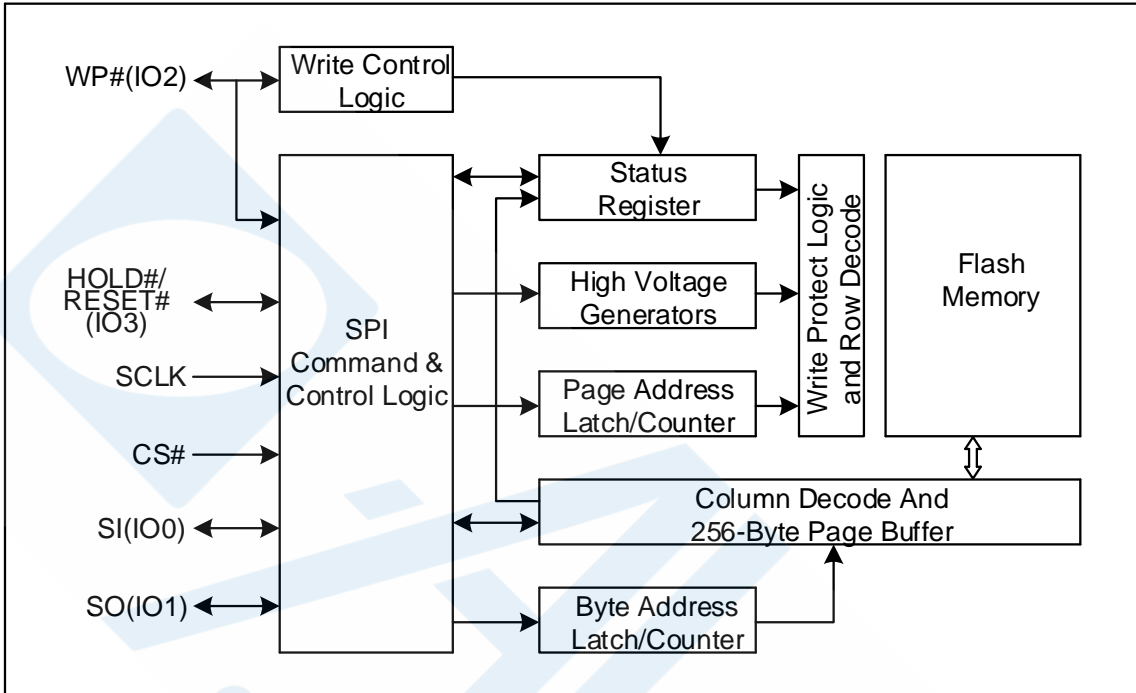 WP#(IO2)
Write Control
Logic
Status
Register
HOLD#/
RESET#
(IO3)
High Voltage
Generators
Write Protect Logic
and Row Decode
Flash
Memory
SPI
Command &
Control Logic
SCLK
Page Address
Latch/Counter
CS#
Column Decode And
256-Byte Page Buffer
SI(IO0)
SO(IO1)
Byte Address
Latch/Counter